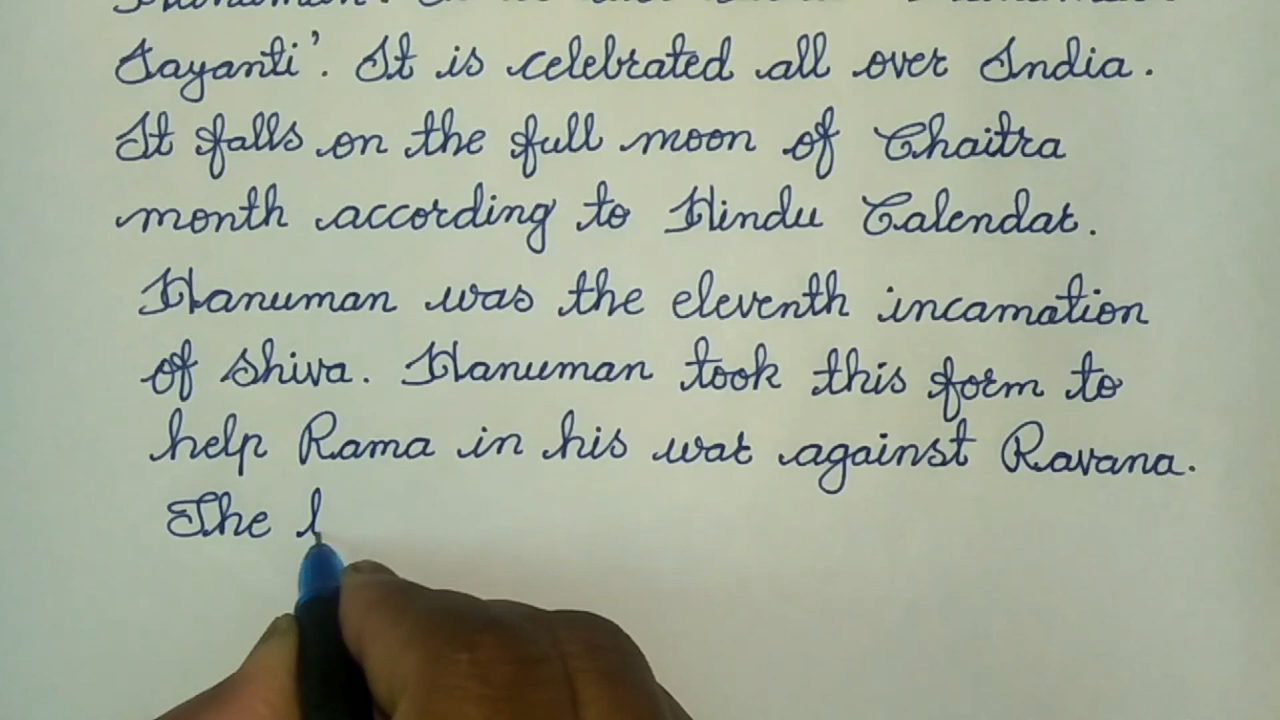 Jayanti'. It is celebrated all over India.
It falls on the full moon of Chaitra
month according to Hindu Calendar.
Hanuman was the eleventh incamation
of Shiva. Hanuman took this form to
help Rama in his war against Ravana.
The